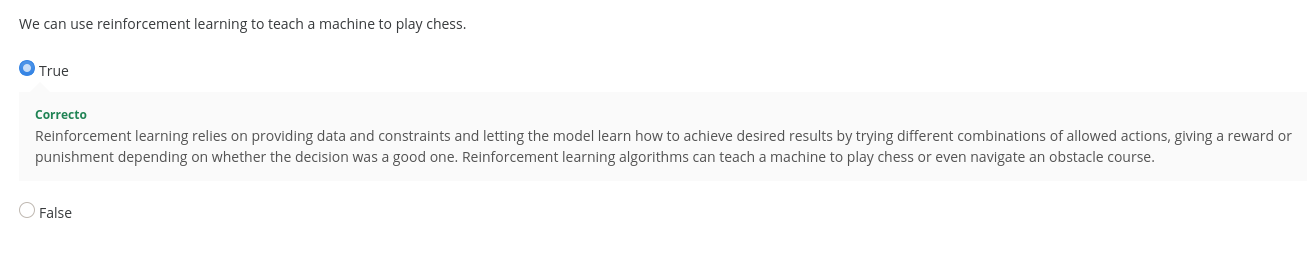 We can use reinforcement learning to teach a machine to play chess.
True
Correcto
Reinforcement learning relies on providing data and constraints and letting the model learn how to achieve desired results by trying different combinations of allowed actions, giving a reward or
punishment depending on whether the decision was a good one. Reinforcement learning algorithms can teach a machine to play chess or even navigate an obstacle course.
False